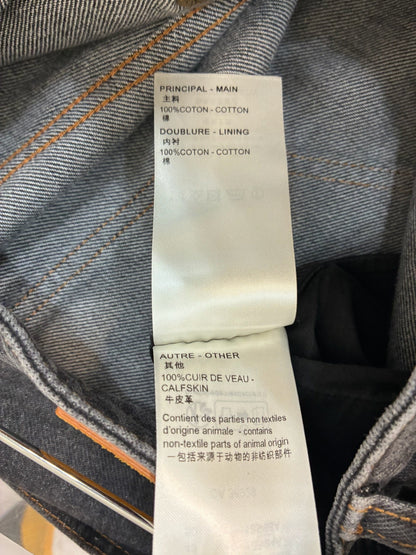 PRINCIPAL - MAIN
主料
100%COTON - COTTON
棉
DOUBLURE - LINING
内衬
100%COTON - COTTON
棉
AUTRE - OTHER
其他
100%CUIR DE VEAU -
CALFSKIN
牛皮革
Contient des parties non textiles
d'origine animale - contains
non-textile parts of animal origin
一包括来源于动物的非纺织部件